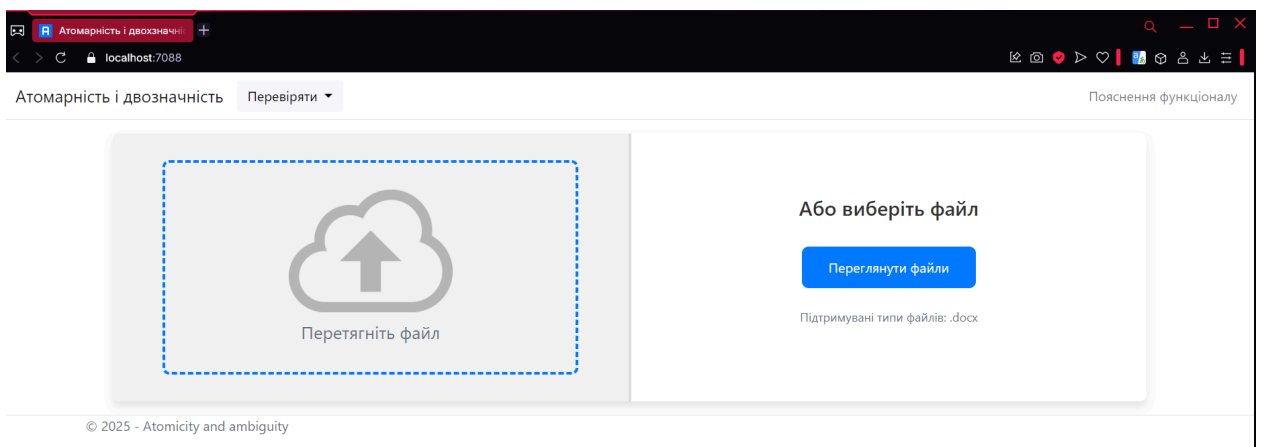 Атомарність і двозначніс
localhost:7088
Атомарність і двозначність Перевіряти Пояснення функціоналу
Або виберіть файл
Переглянути файли
Підтримувані типи файлів: .docx
Перетягніть файл
© 2025 - Atomicity and ambiguity